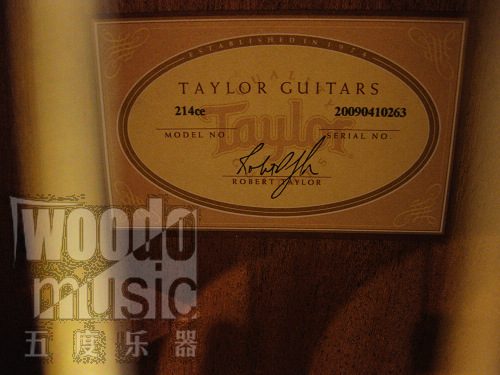 ESTABLISHED IN 1974
QUALITY
TAYLOR GUITARS
Taylor
214ce 20090410263
MODEL NO. SERIAL NO.
ROBERT TAYLOR
woodo
music
五度乐器